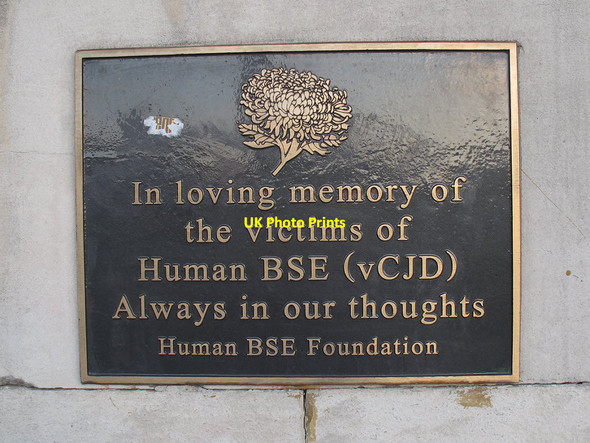 In loving memory of
the victims of
UK Photo Prints
Human BSE (vCJD)
Always in our thoughts
Human BSE Foundation